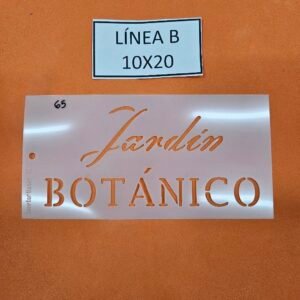 LÍNEA B
10X20
65
Jardín
BOTÁNICO